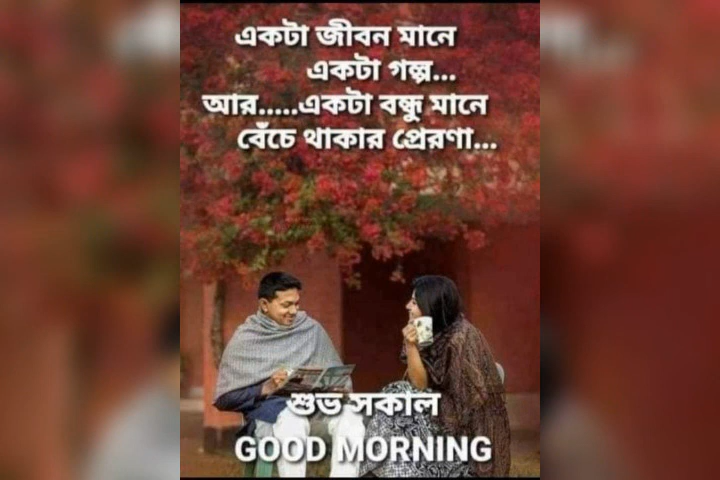 একটা জীবন মানে
একটা গল্প...
আর.....একটা বন্ধু মানে
বেঁচে থাকার প্রেরণা...
শুভ সকাল
GOOD MORNING